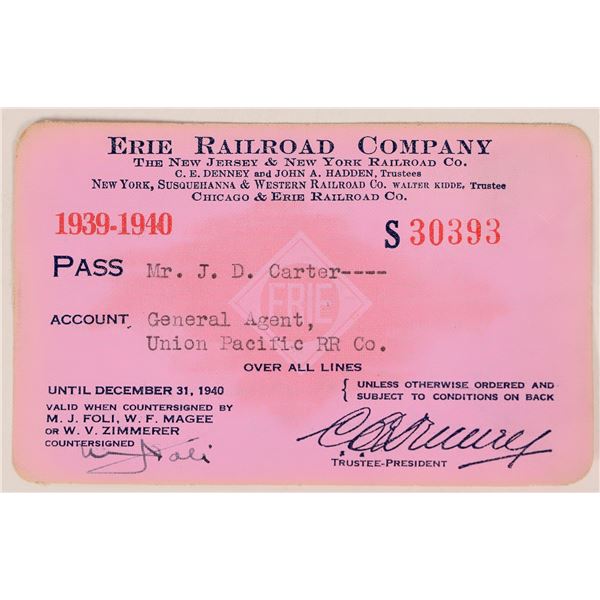 ERIE RAILROAD COMPANY
THE NEW JERSEY & NEW YORK RAILROAD CO.
C. E. DENNEY and JOHN A. HADDEN, Trustees
NEW YORK, SUSQUEHANNA & WESTERN RAILROAD CO. WALTER KIDDE, Trustee
CHICAGO & ERIE RAILROAD CO.
1939-1940 S 30393
PASS Mr. J. D. Carter----
ERIE
ACCOUNT General Agent,
Union Pacific RR Co.
OVER ALL LINES
UNTIL DECEMBER 31, 1940 { UNLESS OTHERWISE ORDERED AND
SUBJECT TO CONDITIONS ON BACK
VALID WHEN COUNTERSIGNED BY
M. J. FOLI, W. F. MAGEE
OR W. V. ZIMMERER
COUNTERSIGNED M J Foli
C E Denney
TRUSTEE-PRESIDENT